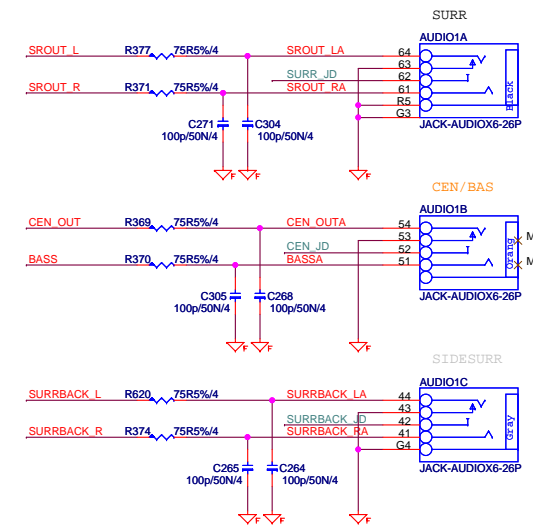 SURR
AUDIO1A
SROUT_L R377 75R5%/4 SROUT_LA 64
63
SURR_JD 62
SROUT_R R371 75R5%/4 SROUT_RA 61
R5
G3
Black
C271 C304
100p/50N/4 100p/50N/4
JACK-AUDIOX6-26P
F F F
CEN/BAS
AUDIO1B
CEN_OUT R369 75R5%/4 CEN_OUTA 54
53 M
CEN_JD 52
BASS R370 75R5%/4 BASSA 51 M
Orang
C305 C268
100p/50N/4 100p/50N/4
JACK-AUDIOX6-26P
F F F
SIDESURR
AUDIO1C
SURRBACK_L R620 75R5%/4 SURRBACK_LA 44
43
SURRBACK_JD 42
SURRBACK_R R374 75R5%/4 SURRBACK_RA 41
G4
Gray
C265 C264
100p/50N/4 100p/50N/4
JACK-AUDIOX6-26P
F F F